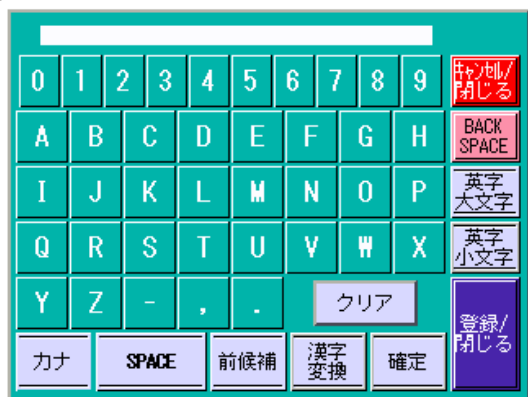 0 1 2 3 4 5 6 7 8 9 ｷｬﾝｾﾙ/
閉じる
A B C D E F G H BACK
SPACE
I J K L M N O P 英字
大文字
Q R S T U V W X 英字
小文字
Y Z - , . クリア 登録/
閉じる
カナ SPACE 前候補 漢字
変換 確定